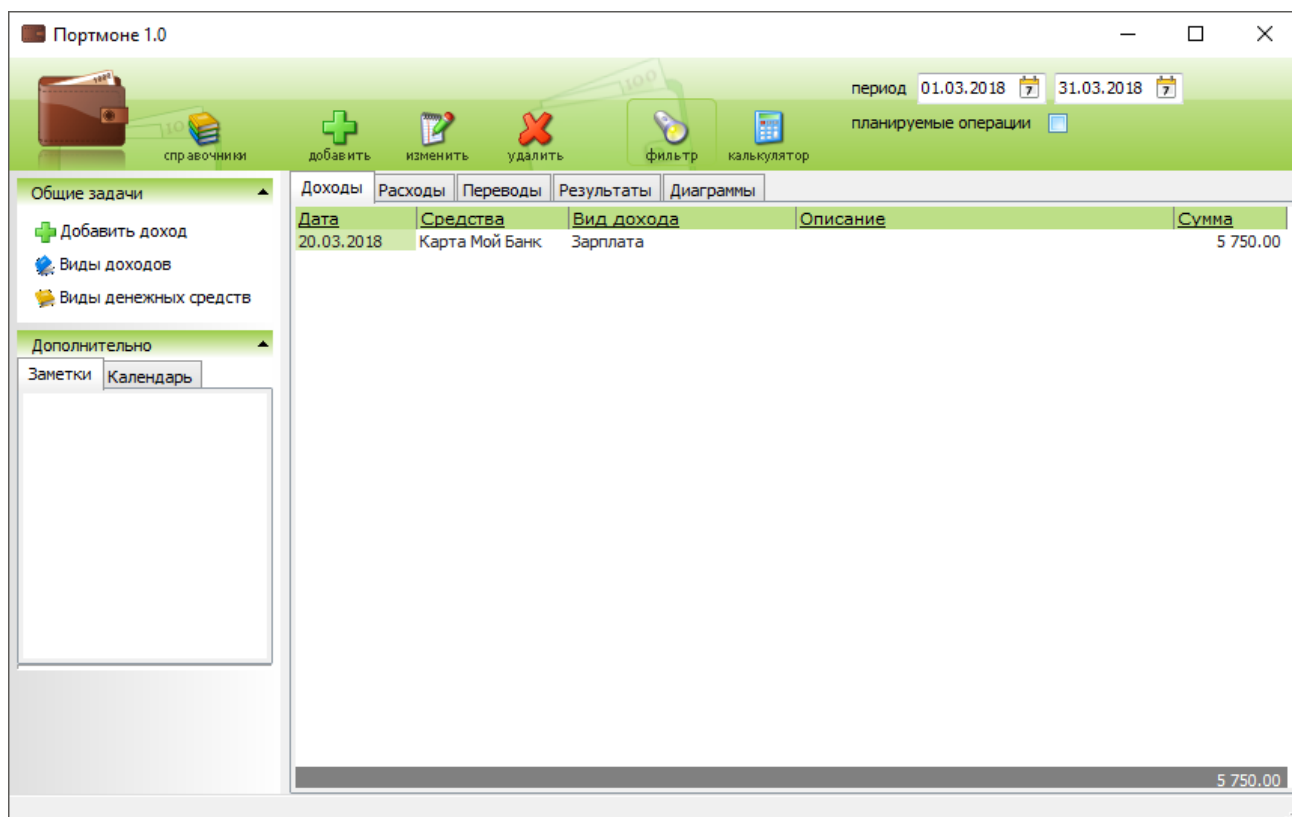 Портмоне 1.0
период 01.03.2018 7 31.03.2018 7
планируемые операции
справочники добавить изменить удалить фильтр калькулятор
Общие задачи
Добавить доход
Виды доходов
Виды денежных средств
Дополнительно
Заметки Календарь
Доходы Расходы Переводы Результаты Диаграммы
Дата Средства Вид дохода Описание Сумма
20.03.2018 Карта Мой Банк Зарплата 5 750.00
5 750.00